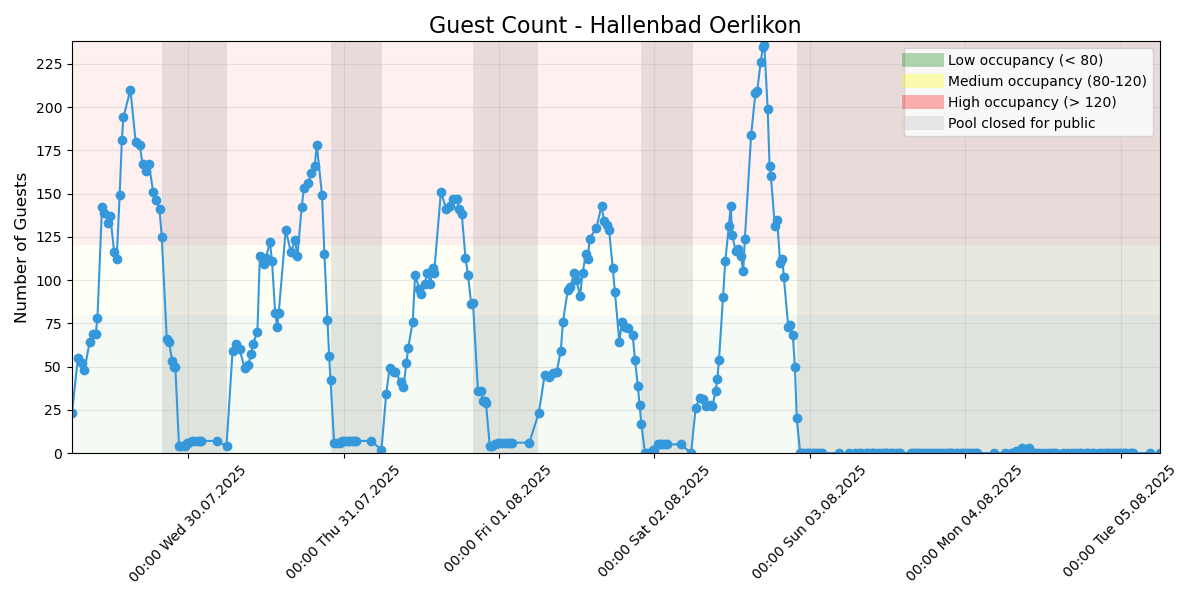 Guest Count - Hallenbad Oerlikon
Number of Guests
225
200
175
150
125
100
75
50
25
0
Low occupancy (< 80)
Medium occupancy (80-120)
High occupancy (> 120)
Pool closed for public
00:00 Wed 30.07.2025
00:00 Thu 31.07.2025
00:00 Fri 01.08.2025
00:00 Sat 02.08.2025
00:00 Sun 03.08.2025
00:00 Mon 04.08.2025
00:00 Tue 05.08.2025